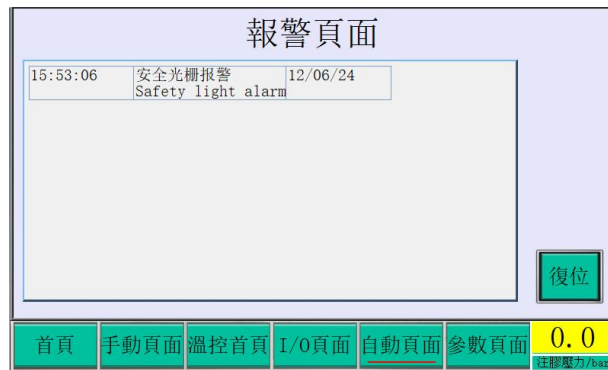 報警頁面
15:53:06 安全光栅报警 12/06/24
Safety light alarm
復位
首頁 手動頁面 溫控首頁 I/O頁面 自動頁面 參數頁面 0.0
注膠壓力/bar